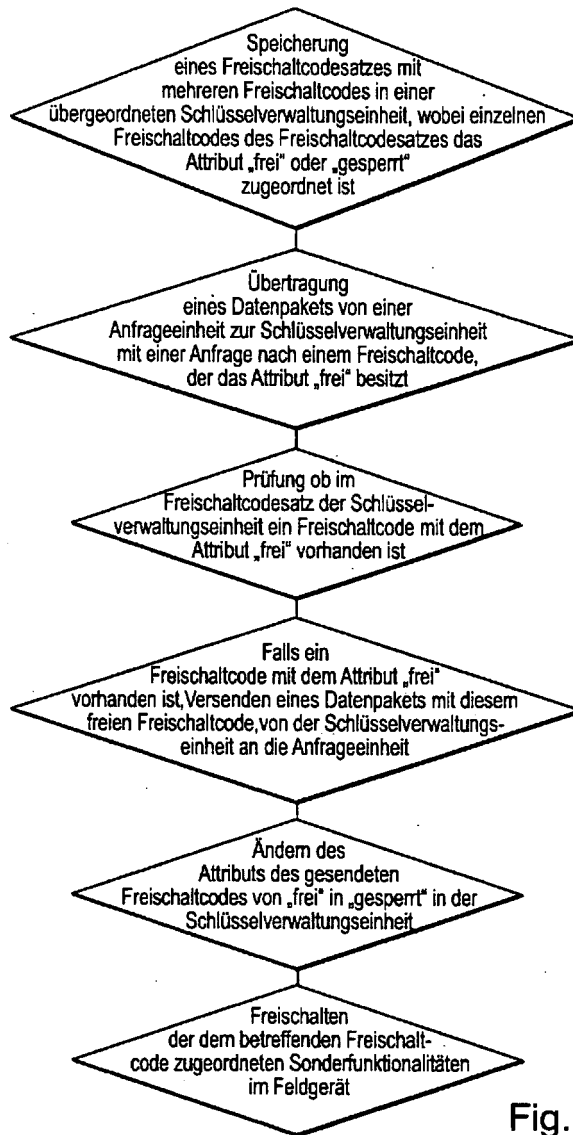 Speicherung
eines Freischaltcodesatzes mit
mehreren Freischaltcodes in einer
übergeordneten Schlüsselverwaltungseinheit, wobei einzelnen
Freischaltcodes des Freischaltcodesatzes das
Attribut „frei“ oder „gesperrt“
zugeordnet ist
Übertragung
eines Datenpakets von einer
Anfrageeinheit zur Schlüsselverwaltungseinheit
mit einer Anfrage nach einem Freischaltcode,
der das Attribut „frei“ besitzt
Prüfung ob im
Freischaltcodesatz der Schlüssel-
verwaltungseinheit ein Freischaltcode mit dem
Attribut „frei“ vorhanden ist
Falls ein
Freischaltcode mit dem Attribut „frei“
vorhanden ist,Versenden eines Datenpakets mit diesem
freien Freischaltcode,von der Schlüsselverwaltungs-
einheit an die Anfrageeinheit
Ändern des
Attributs des gesendeten
Freischaltcodes von „frei“ in „gesperrt“ in der
Schlüsselverwaltungseinheit
Freischalten
der dem betreffenden Freischalt-
code zugeordneten Sonderfunktionalitäten
im Feldgerät
Fig.